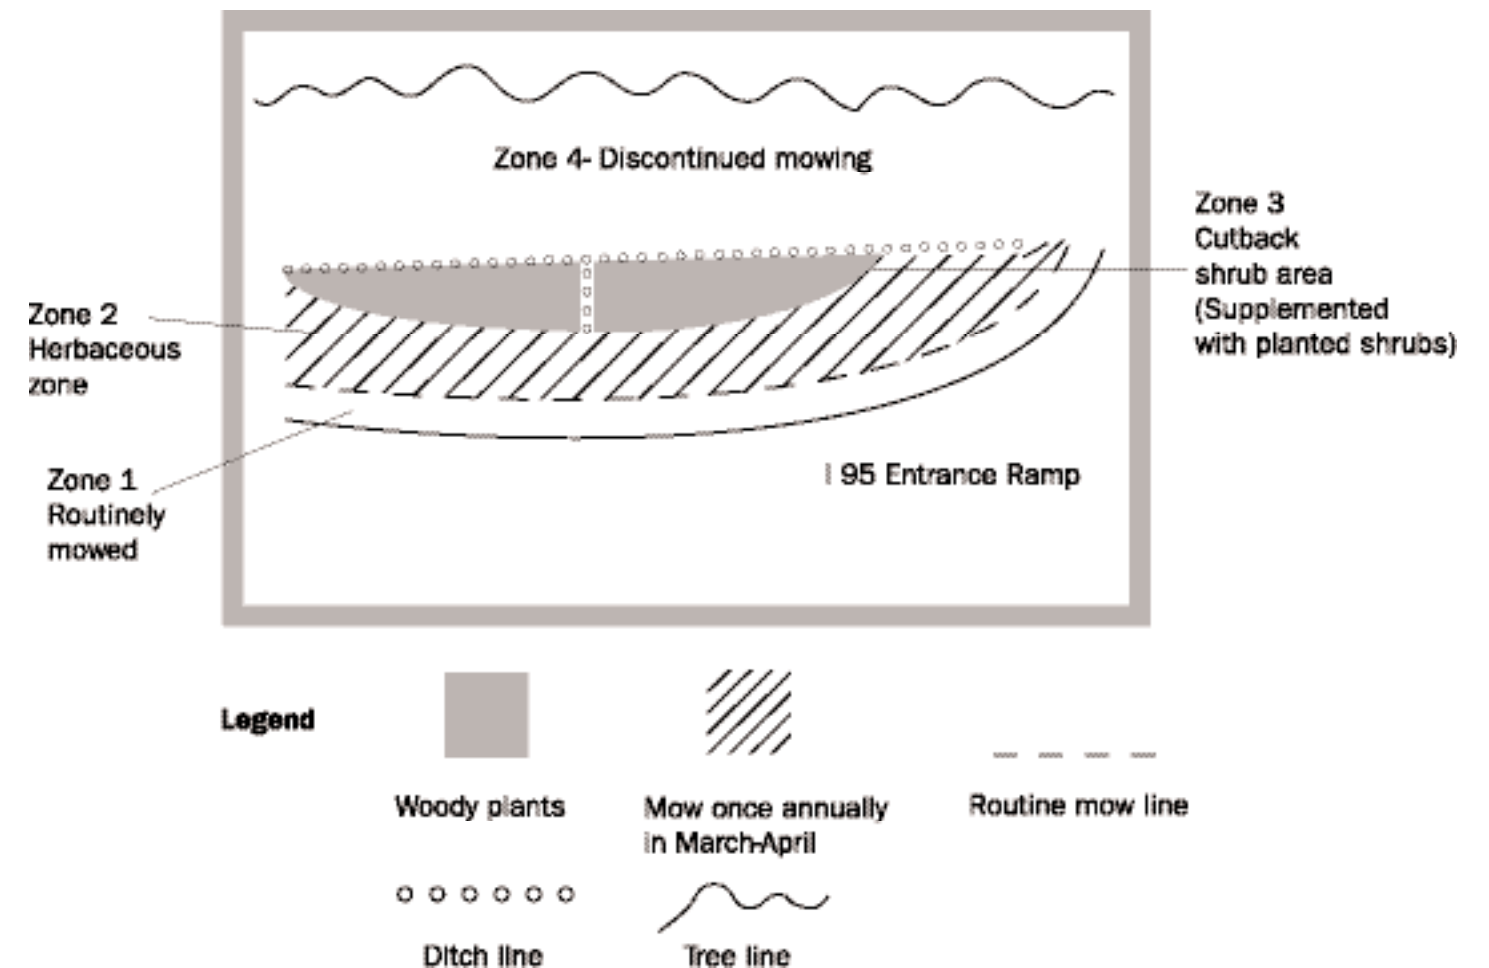 Zone 4- Discontinued mowing
Zone 3
Cutback
shrub area
(Supplemented
with planted shrubs)
Zone 2
Herbaceous
zone
Zone 1
Routinely
mowed
I 95 Entrance Ramp
Legend
Woody plants
Mow once annually
in March-April
Routine mow line
Ditch line
Tree line